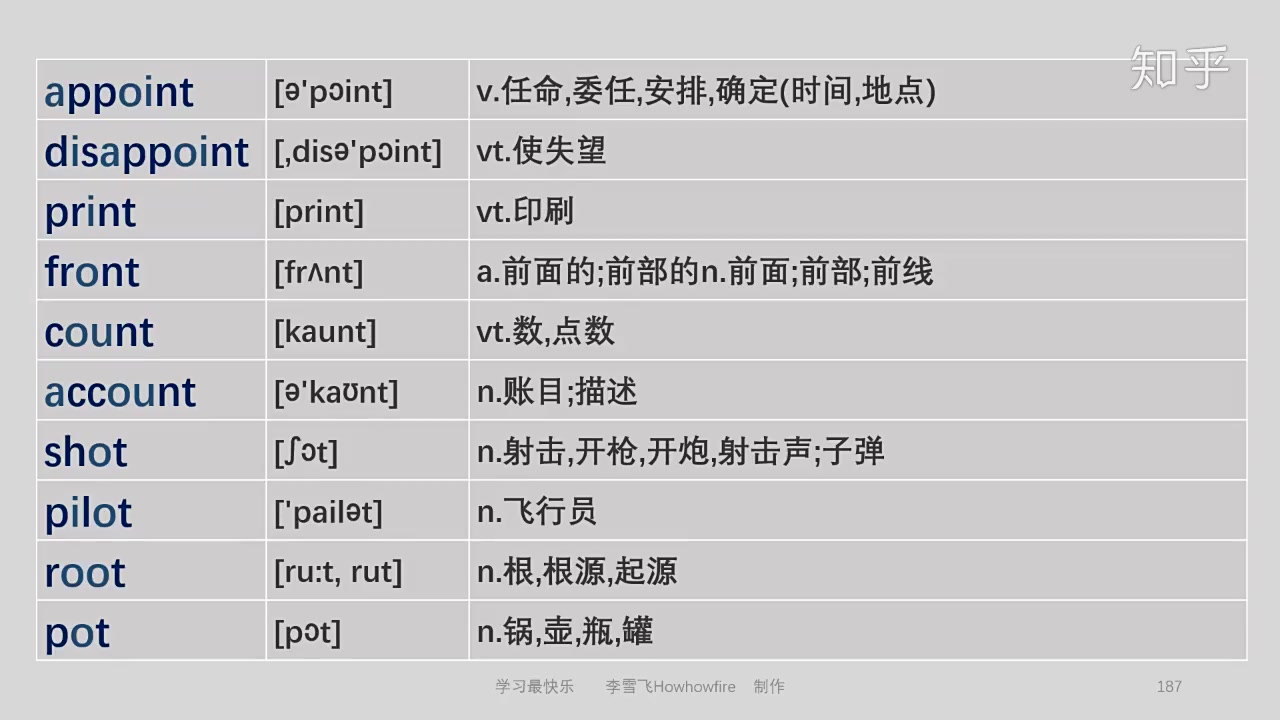 知乎
appoint [ə'pɔint] v.任命,委任,安排,确定(时间,地点)
disappoint [,disə'pɔint] vt.使失望
print [print] vt.印刷
front [frʌnt] a.前面的;前部的n.前面;前部;前线
count [kaunt] vt.数,点数
account [ə'kaʊnt] n.账目;描述
shot [ʃɔt] n.射击,开枪,开炮,射击声;子弹
pilot ['pailət] n.飞行员
root [ru:t, rut] n.根,根源,起源
pot [pɔt] n.锅,壶,瓶,罐
学习最快乐 李雪飞Howhowfire 制作 187